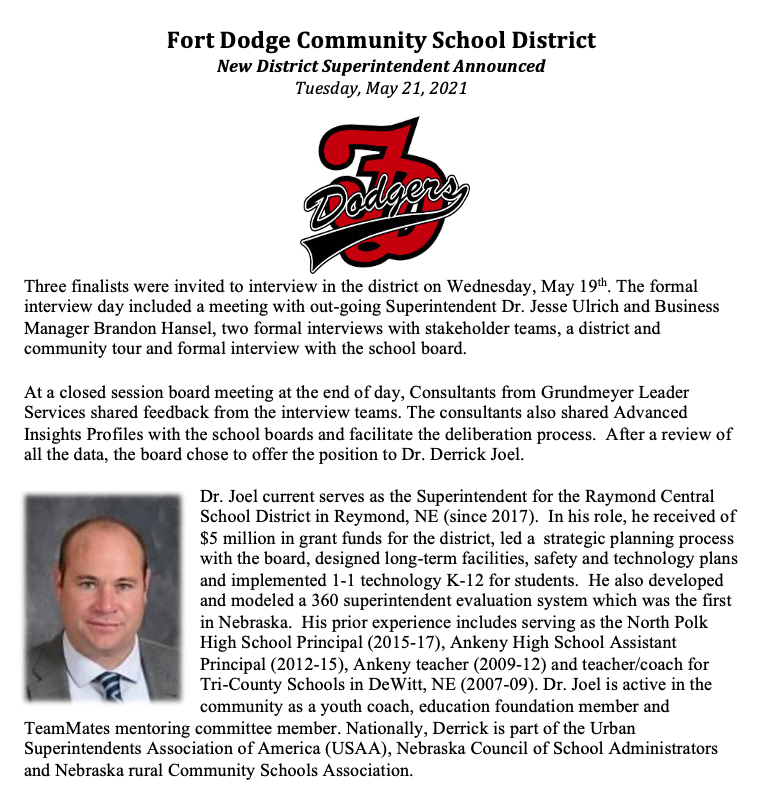 Fort Dodge Community School District
New District Superintendent Announced
Tuesday, May 21, 2021
FD
Dodgers
Three finalists were invited to interview in the district on Wednesday, May 19th. The formal
interview day included a meeting with out-going Superintendent Dr. Jesse Ulrich and Business
Manager Brandon Hansel, two formal interviews with stakeholder teams, a district and
community tour and formal interview with the school board.
At a closed session board meeting at the end of day, Consultants from Grundmeyer Leader
Services shared feedback from the interview teams. The consultants also shared Advanced
Insights Profiles with the school boards and facilitate the deliberation process.  After a review of
all the data, the board chose to offer the position to Dr. Derrick Joel.
Dr. Joel current serves as the Superintendent for the Raymond Central
School District in Reymond, NE (since 2017).  In his role, he received of
$5 million in grant funds for the district, led a  strategic planning process
with the board, designed long-term facilities, safety and technology plans
and implemented 1-1 technology K-12 for students.  He also developed
and modeled a 360 superintendent evaluation system which was the first
in Nebraska.  His prior experience includes serving as the North Polk
High School Principal (2015-17), Ankeny High School Assistant
Principal (2012-15), Ankeny teacher (2009-12) and teacher/coach for
Tri-County Schools in DeWitt, NE (2007-09). Dr. Joel is active in the
community as a youth coach, education foundation member and
TeamMates mentoring committee member. Nationally, Derrick is part of the Urban
Superintendents Association of America (USAA), Nebraska Council of School Administrators
and Nebraska rural Community Schools Association.